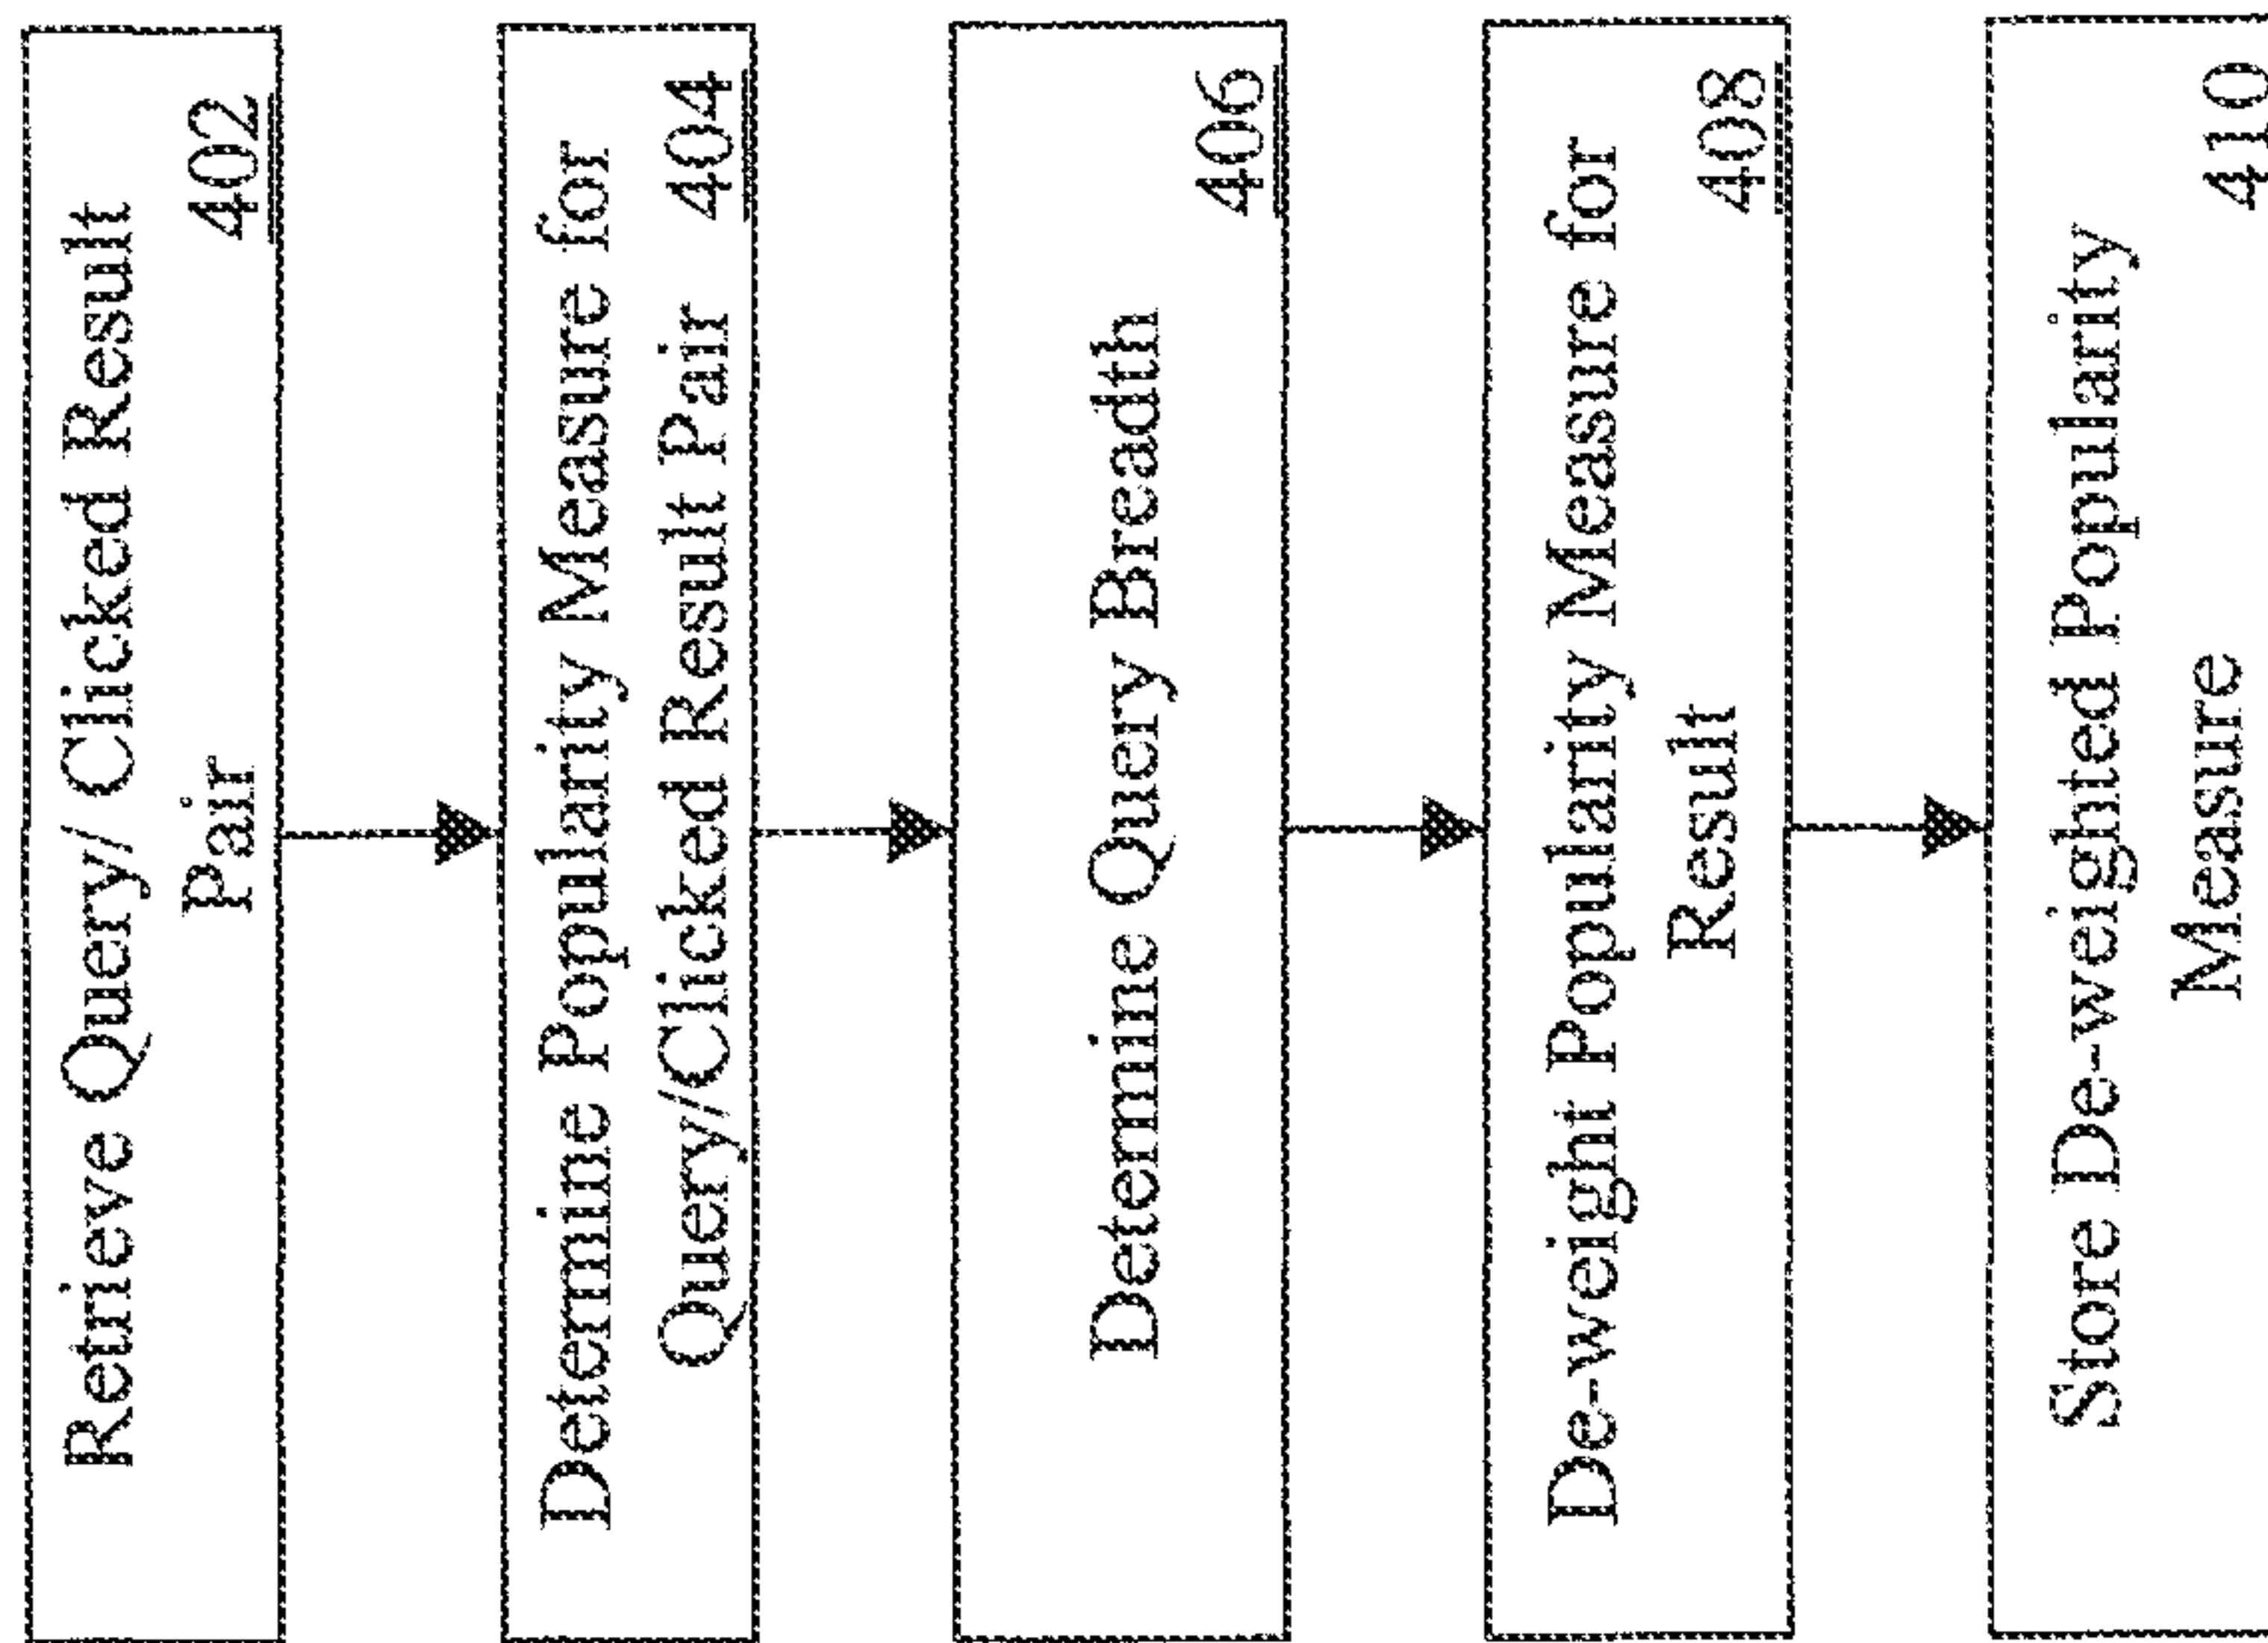 Retrieve Query/ Clicked Result
Pair
402
Determine Popularity Measure for
Query/Clicked Result Pair 404
Determine Query Breadth
406
De-weight Popularity Measure for
Result
408
Store De-weighted Popularity
Measure
410